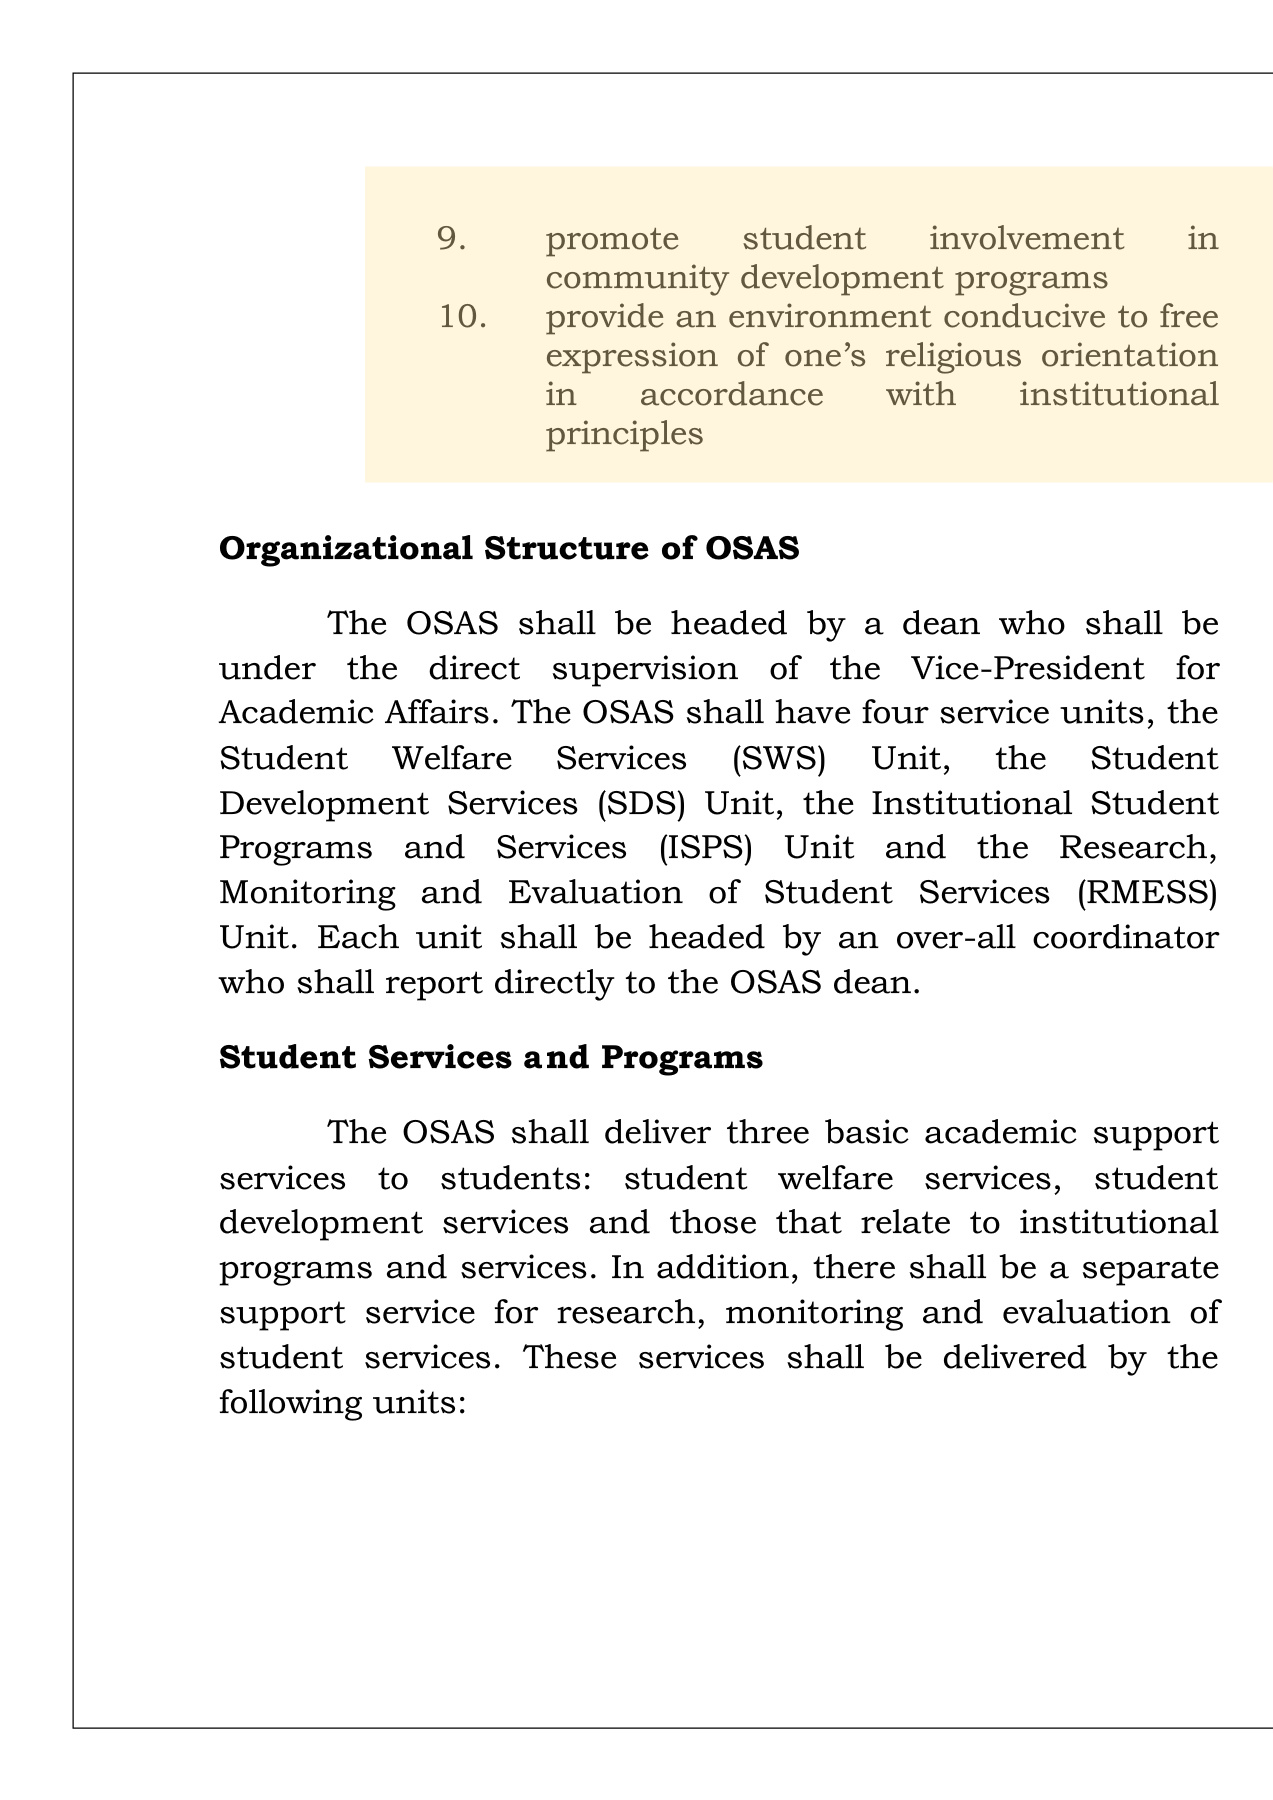 9. promote student involvement in
community development programs
10. provide an environment conducive to free
expression of one’s religious orientation
in accordance with institutional
principles
Organizational Structure of OSAS
The OSAS shall be headed by a dean who shall be
under the direct supervision of the Vice-President for
Academic Affairs. The OSAS shall have four service units, the
Student Welfare Services (SWS) Unit, the Student
Development Services (SDS) Unit, the Institutional Student
Programs and Services (ISPS) Unit and the Research,
Monitoring and Evaluation of Student Services (RMESS)
Unit. Each unit shall be headed by an over-all coordinator
who shall report directly to the OSAS dean.
Student Services and Programs
The OSAS shall deliver three basic academic support
services to students: student welfare services, student
development services and those that relate to institutional
programs and services. In addition, there shall be a separate
support service for research, monitoring and evaluation of
student services. These services shall be delivered by the
following units: